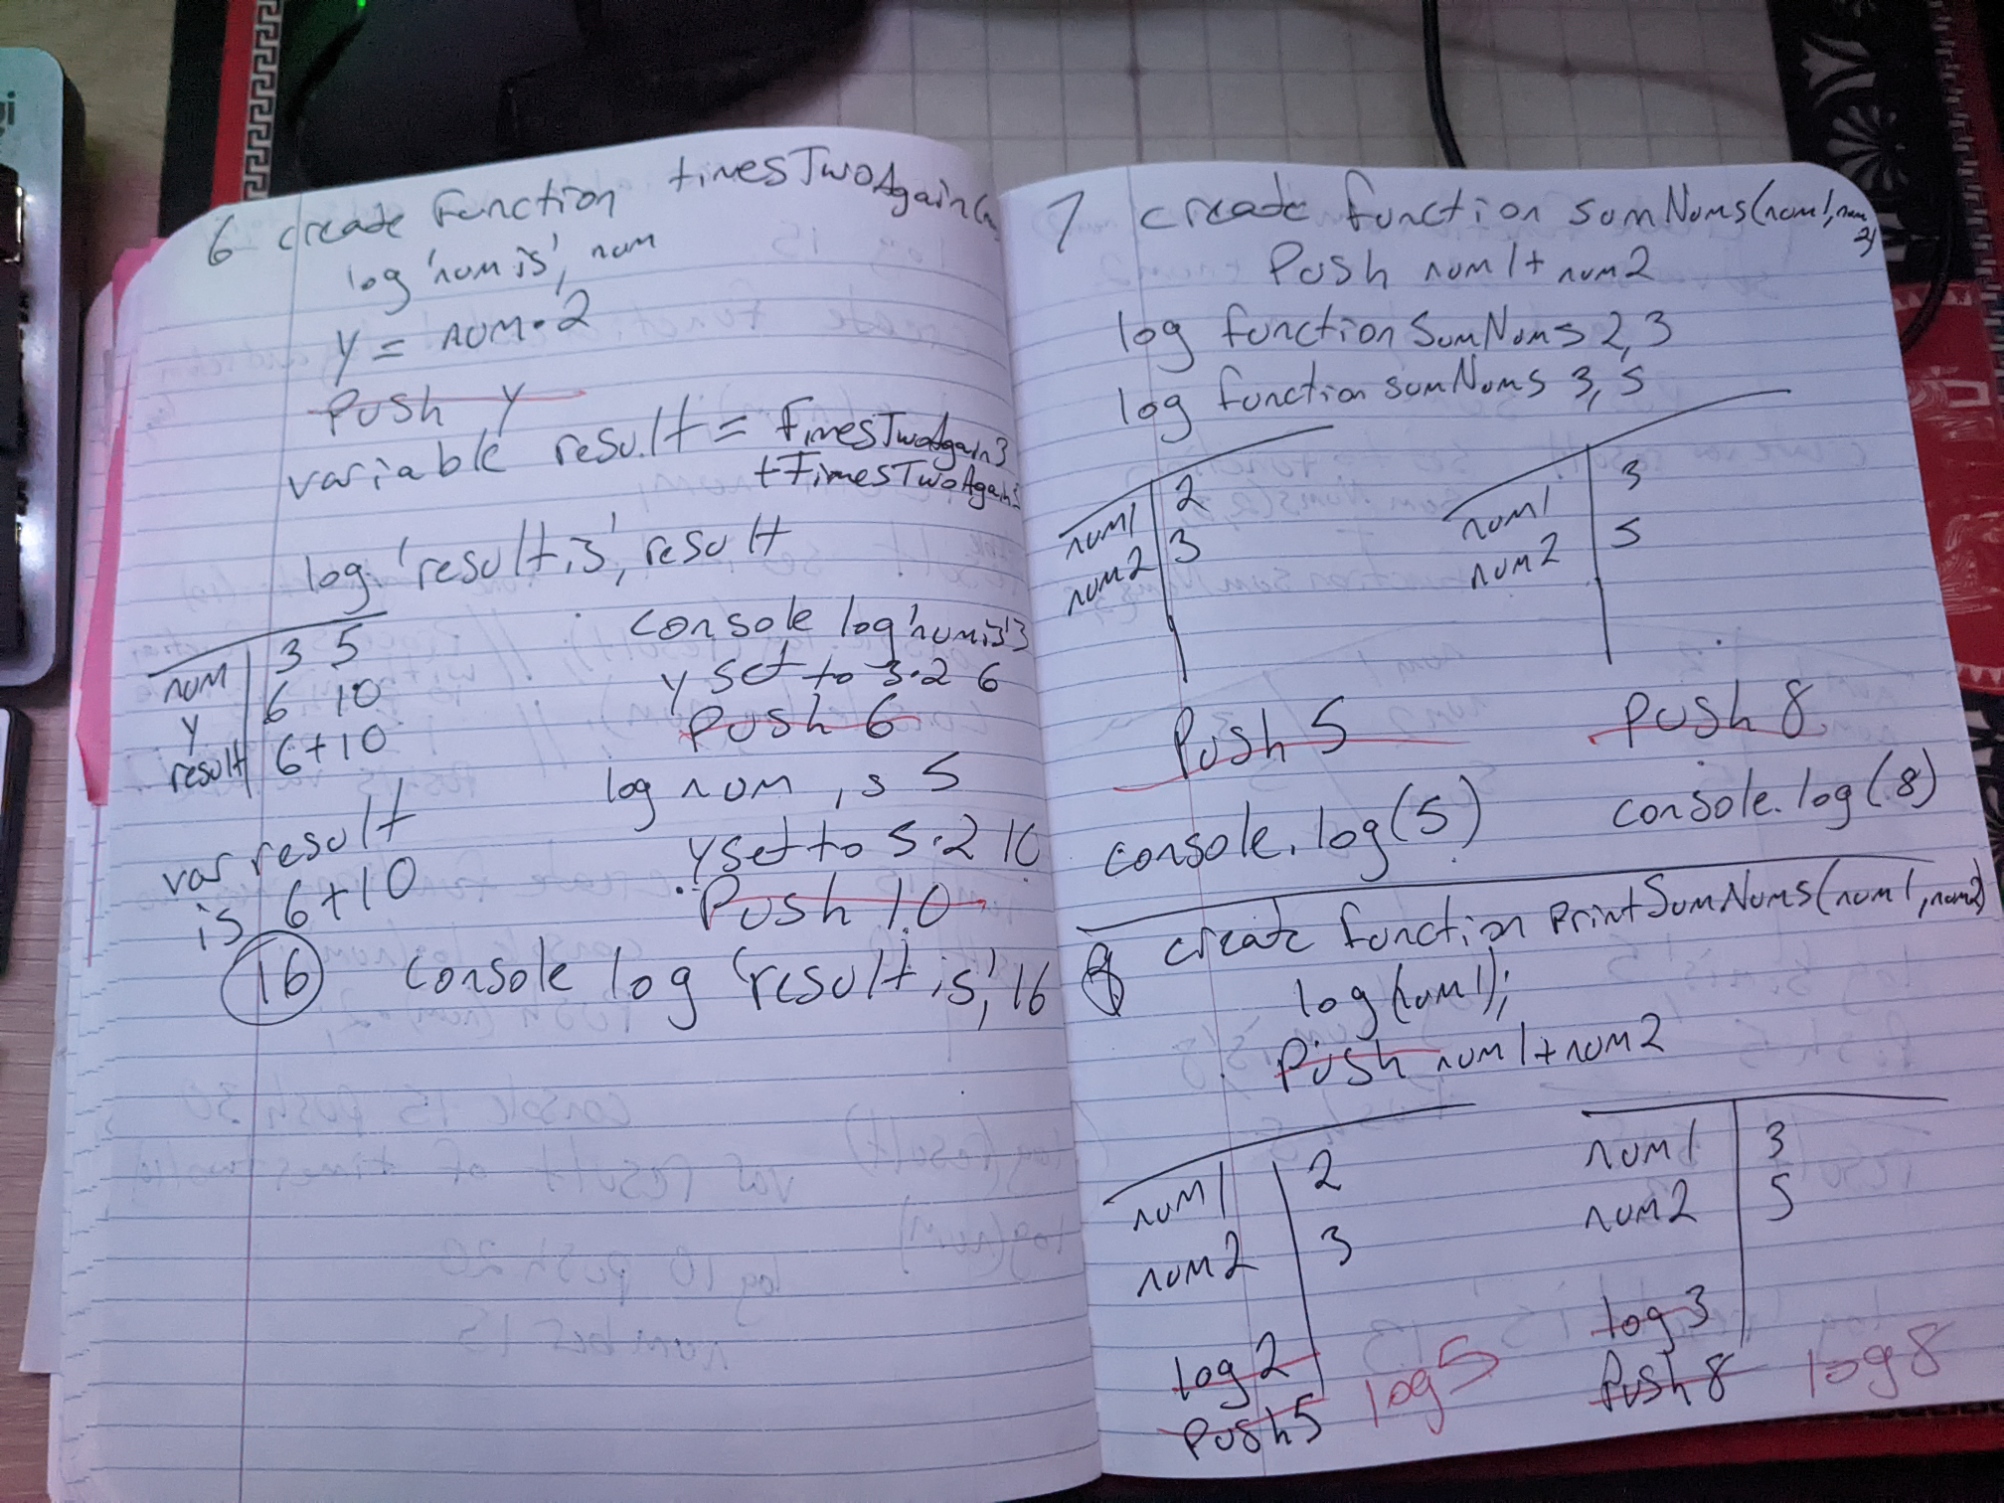 6 create function timesTwoAgain(
log 'num is', num
y = num · 2
Push y
variable result = TimesTwoAgain3
+TimesTwoAgain
log 'result is', result
num 3 5
y 6 10
result 6+10
var result
is 6+10
16
console log 'num is' 3
y set to 3·2 6
Push 6
log num is 5
y set to 5·2 10
Push 10
console log 'result is', 16
7 create function sumNums(num1, num2)
Push num1+num2
log function SumNums 2,3
log function sumNums 3,5
num1 2
num2 3
Push 5
console.log(5)
num1 3
num2 5
Push 8
console.log(8)
8 create function PrintSumNums(num1, num2)
log(num1);
Push num1+num2
num1 2
num2 3
log 2
Push 5 log 5
num1 3
num2 5
log 3
Push 8 log 8